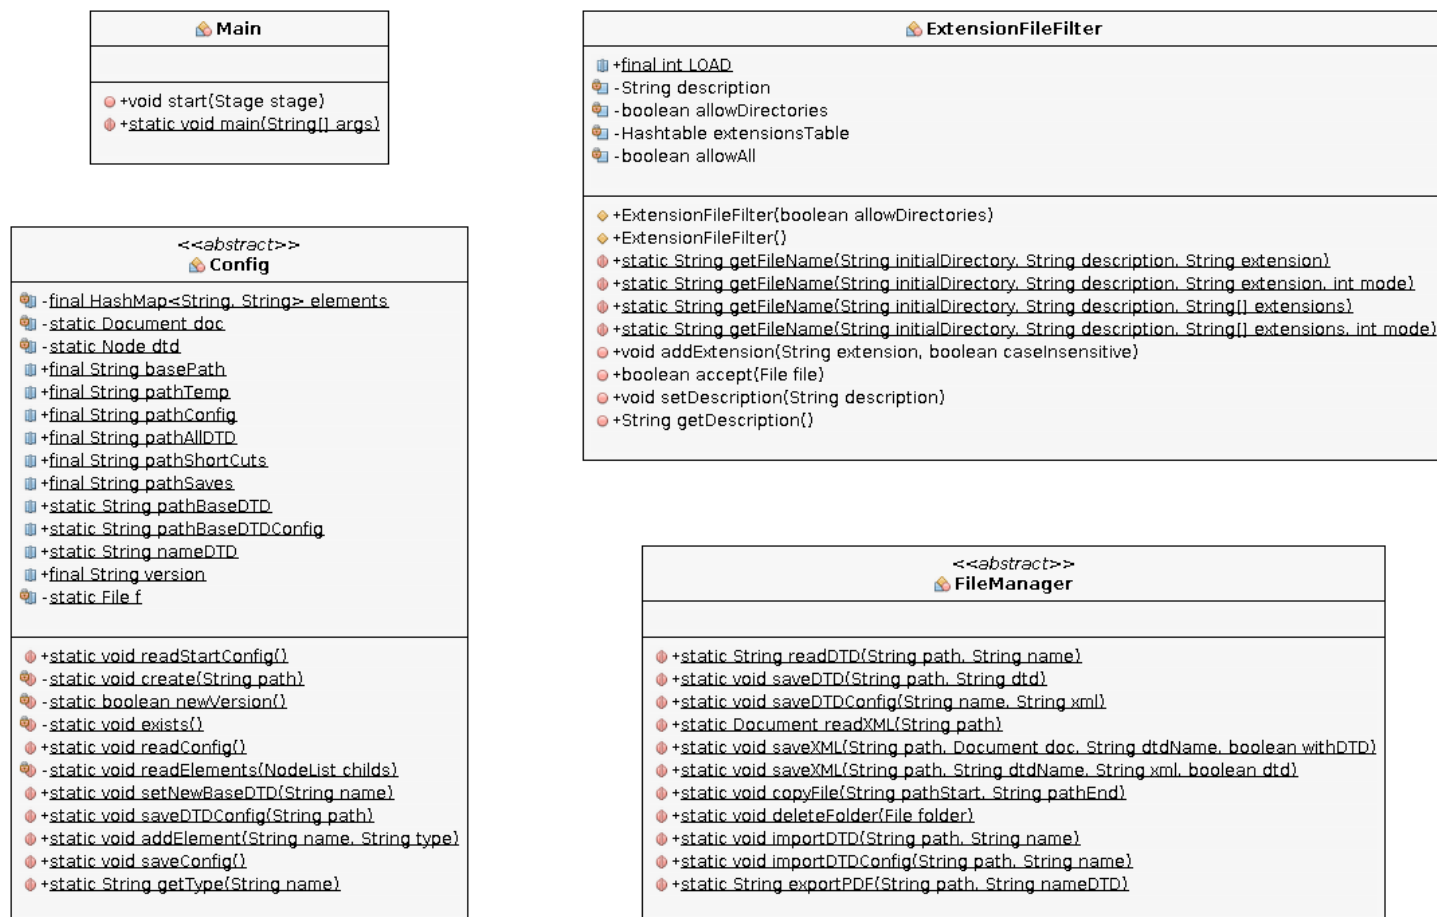 Main
+void start(Stage stage)
+static void main(String[] args)
ExtensionFileFilter
+final int LOAD
-String description
-boolean allowDirectories
-Hashtable extensionsTable
-boolean allowAll
+ExtensionFileFilter(boolean allowDirectories)
+ExtensionFileFilter()
+static String getFileName(String initialDirectory, String description, String extension)
+static String getFileName(String initialDirectory, String description, String extension, int mode)
+static String getFileName(String initialDirectory, String description, String[] extensions)
+static String getFileName(String initialDirectory, String description, String[] extensions, int mode)
+void addExtension(String extension, boolean caseInsensitive)
+boolean accept(File file)
+void setDescription(String description)
+String getDescription()
<<abstract>>
Config
-final HashMap<String, String> elements
-static Document doc
-static Node dtd
+final String basePath
+final String pathTemp
+final String pathConfig
+final String pathAllDTD
+final String pathShortCuts
+final String pathSaves
+static String pathBaseDTD
+static String pathBaseDTDConfig
+static String nameDTD
+final String version
-static File f
+static void readStartConfig()
-static void create(String path)
-static boolean newVersion()
-static void exists()
+static void readConfig()
-static void readElements(NodeList childs)
+static void setNewBaseDTD(String name)
+static void saveDTDConfig(String path)
+static void addElement(String name, String type)
+static void saveConfig()
+static String getType(String name)
<<abstract>>
FileManager
+static String readDTD(String path, String name)
+static void saveDTD(String path, String dtd)
+static void saveDTDConfig(String name, String xml)
+static Document readXML(String path)
+static void saveXML(String path, Document doc, String dtdName, boolean withDTD)
+static void saveXML(String path, String dtdName, String xml, boolean dtd)
+static void copyFile(String pathStart, String pathEnd)
+static void deleteFolder(File folder)
+static void importDTD(String path, String name)
+static void importDTDConfig(String path, String name)
+static String exportPDF(String path, String nameDTD)